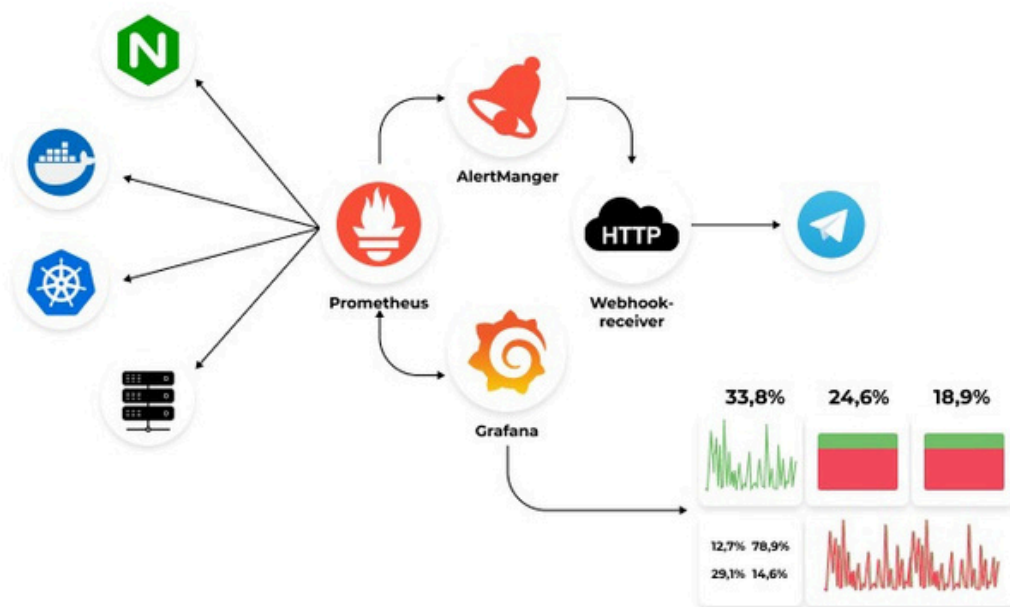 N
AlertManger
HTTP
Prometheus
Webhook-
receiver
Grafana
33,8%
24,6%
18,9%
12,7% 78,9%
29,1% 14,6%